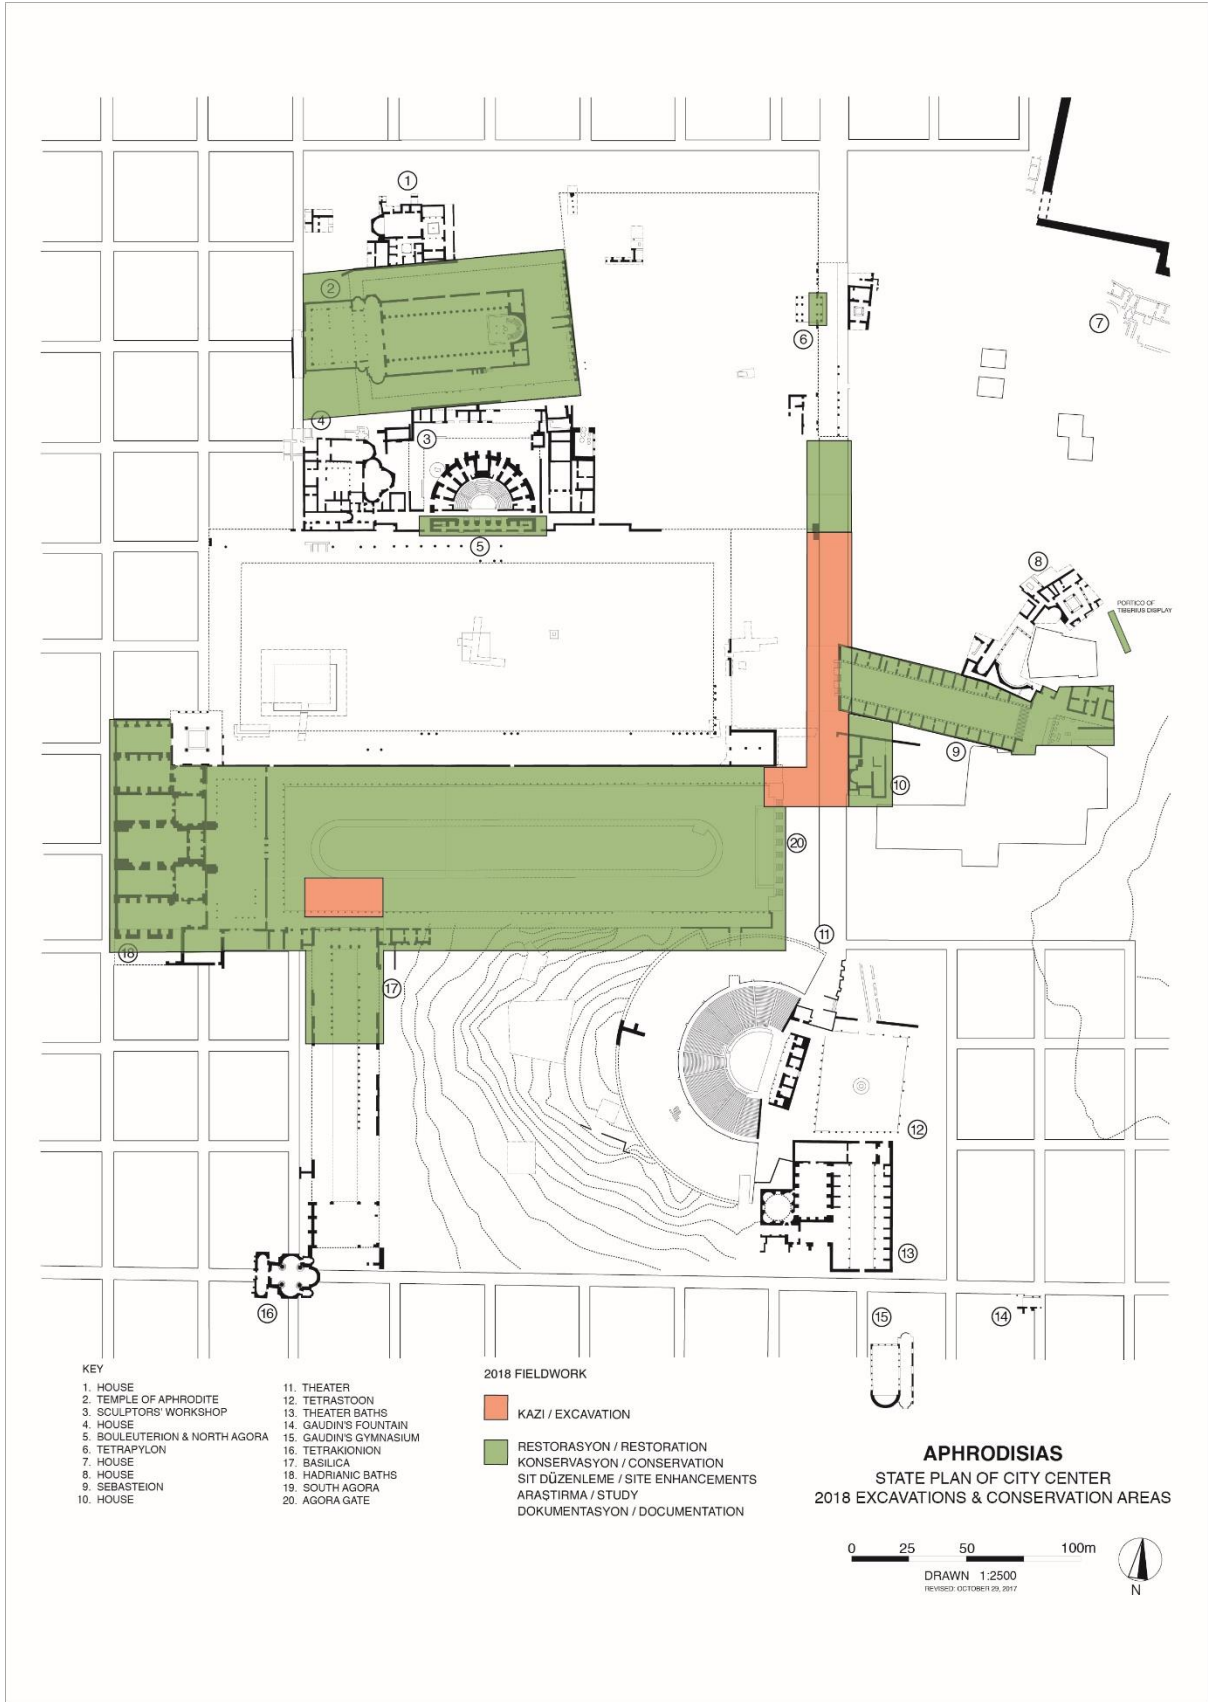 1
2
6
7
4
3
5
8
PORTICO OF
TIBERIUS DISPLAY
9
10
20
11
18
17
12
13
16
15
14
KEY
1. HOUSE
2. TEMPLE OF APHRODITE
3. SCULPTORS' WORKSHOP
4. HOUSE
5. BOULEUTERION & NORTH AGORA
6. TETRAPYLON
7. HOUSE
8. HOUSE
9. SEBASTEION
10. HOUSE
11. THEATER
12. TETRASTOON
13. THEATER BATHS
14. GAUDIN'S FOUNTAIN
15. GAUDIN'S GYMNASIUM
16. TETRAKIONION
17. BASILICA
18. HADRIANIC BATHS
19. SOUTH AGORA
20. AGORA GATE
2018 FIELDWORK
KAZI / EXCAVATION
RESTORASYON / RESTORATION
KONSERVASYON / CONSERVATION
SIT DÜZENLEME / SITE ENHANCEMENTS
ARAŞTIRMA / STUDY
DOKUMENTASYON / DOCUMENTATION
APHRODISIAS
STATE PLAN OF CITY CENTER
2018 EXCAVATIONS & CONSERVATION AREAS
0 25 50 100m
DRAWN 1:2500
REVISED: OCTOBER 29, 2017
N